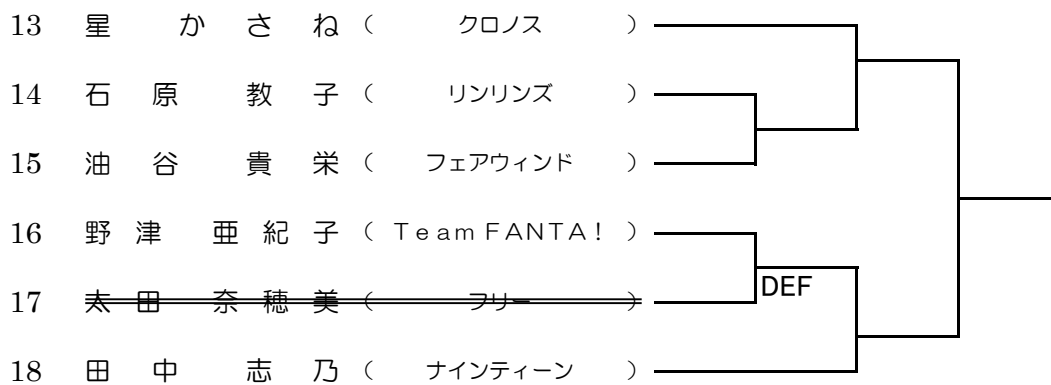 13 星 かさね ( クロノス )
14 石原 教子 ( リンリンズ )
15 油谷 貴栄 ( フェアウィンド )
16 野津 亜紀子 ( Team FANTA! )
17 太田 奈穂美 ( フリー )
DEF
18 田中 志乃 ( ナインティーン )